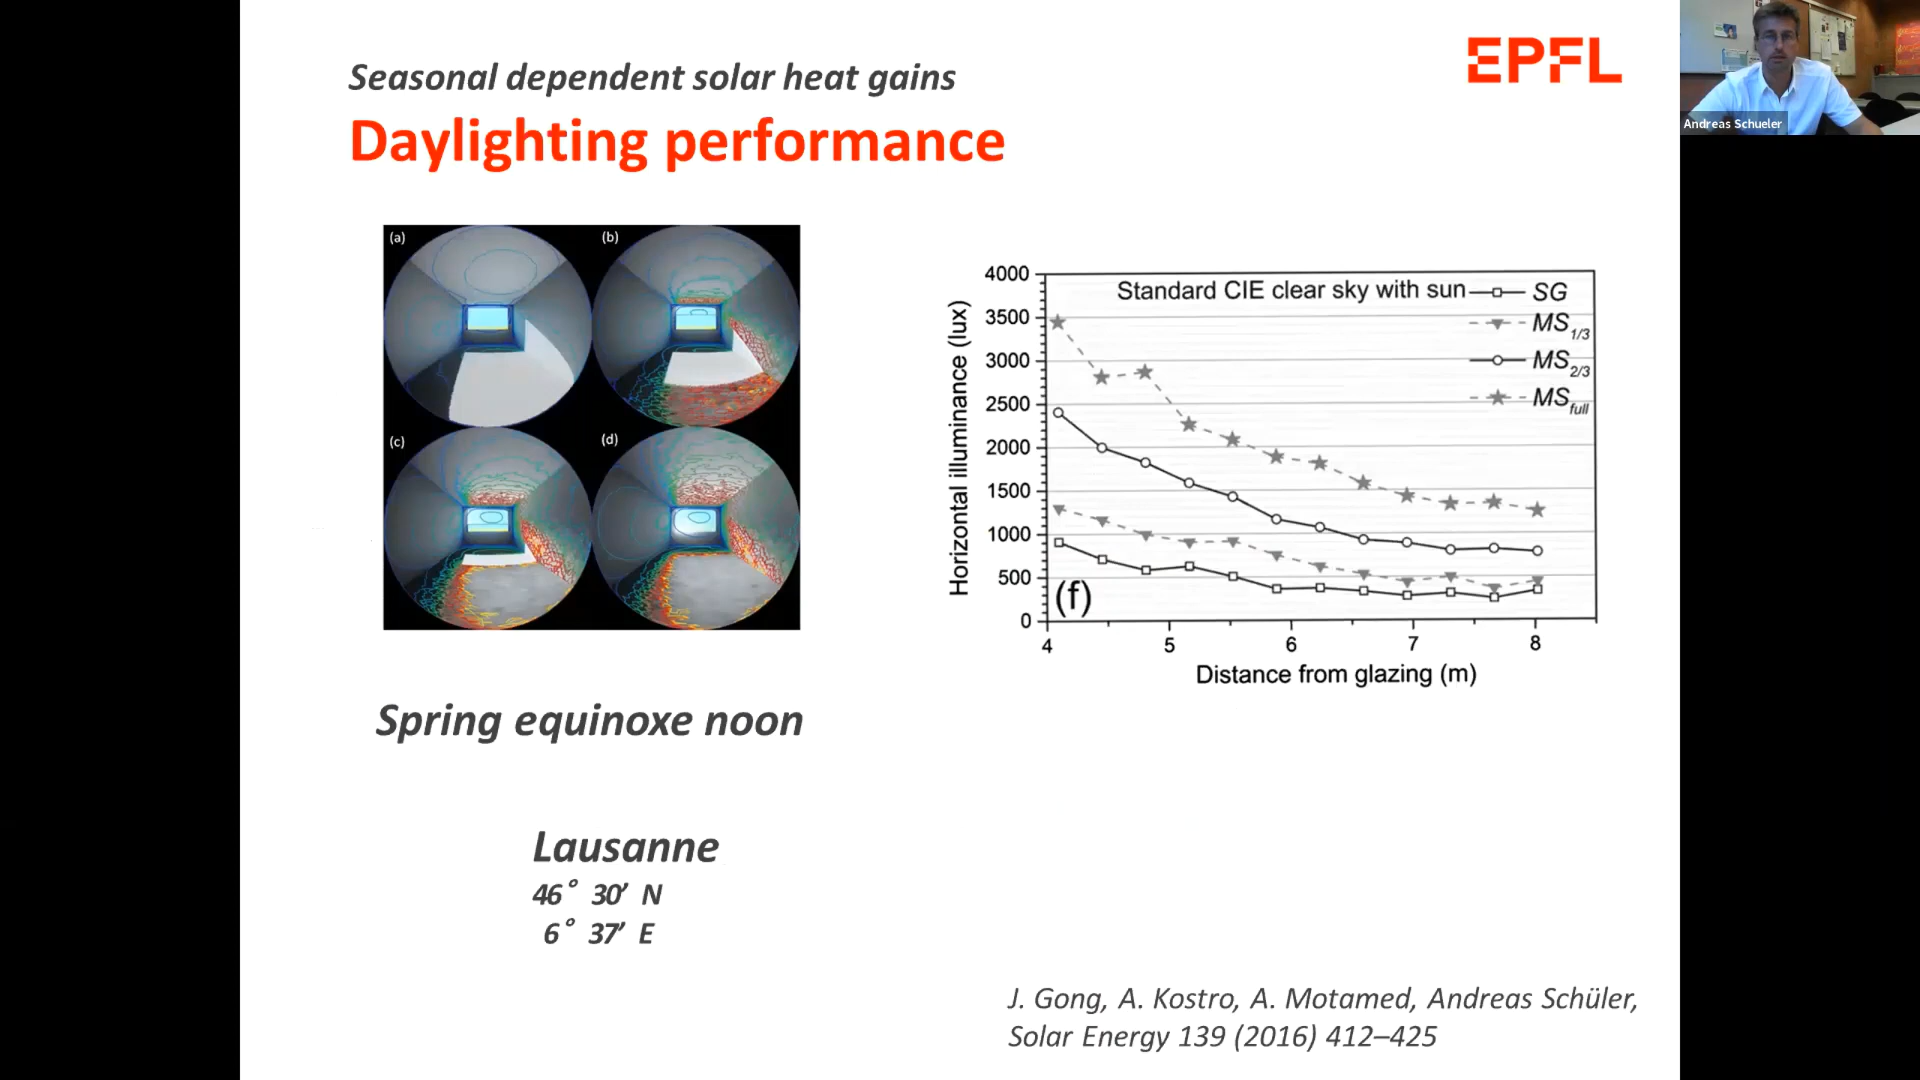 Seasonal dependent solar heat gains
Daylighting performance
EPFL
Andreas Schueler
(a)
(b)
(c)
(d)
Spring equinoxe noon
Lausanne
46° 30’ N
6° 37’ E
Standard CIE clear sky with sun
SG
MS1/3
MS2/3
MSfull
Horizontal illuminance (lux)
4000
3500
3000
2500
2000
1500
1000
500
0
(f)
4 5 6 7 8
Distance from glazing (m)
J. Gong, A. Kostro, A. Motamed, Andreas Schüler,
Solar Energy 139 (2016) 412–425